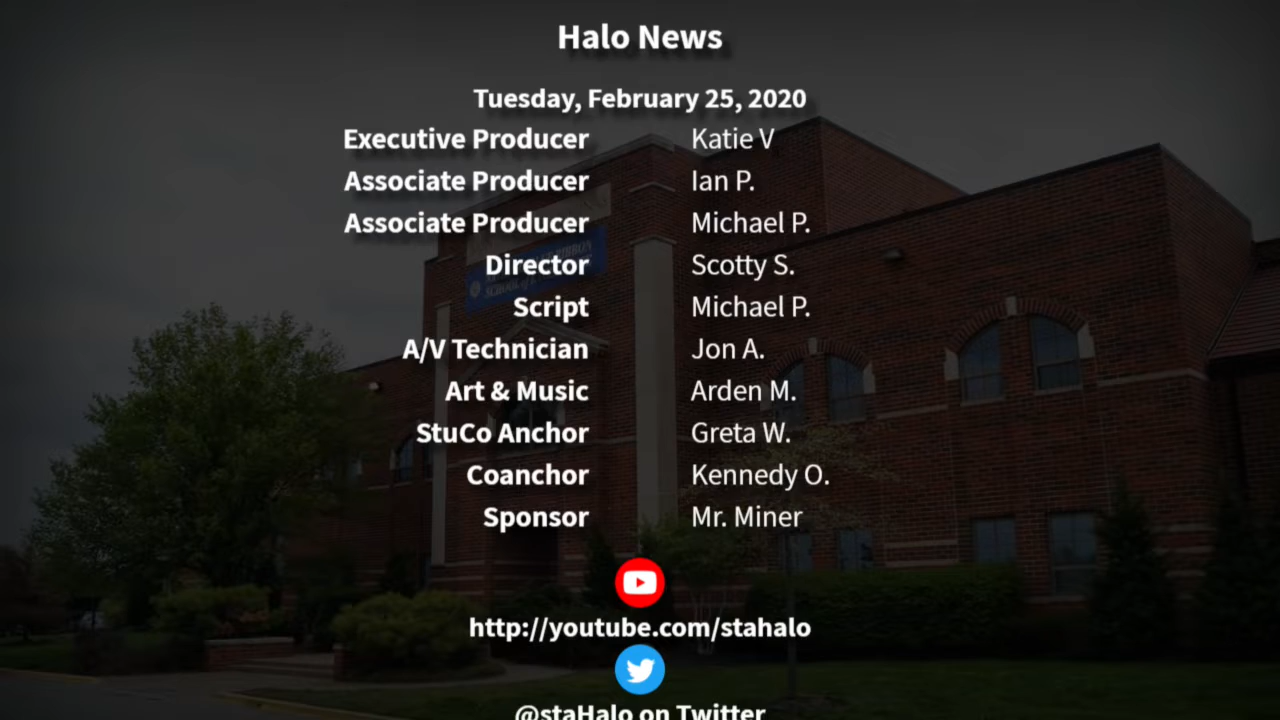 Halo News
Tuesday, February 25, 2020
Executive Producer Katie V
Associate Producer Ian P.
Associate Producer Michael P.
Director Scotty S.
Script Michael P.
A/V Technician Jon A.
Art & Music Arden M.
StuCo Anchor Greta W.
Coanchor Kennedy O.
Sponsor Mr. Miner
http://youtube.com/stahalo
@staHalo on Twitter